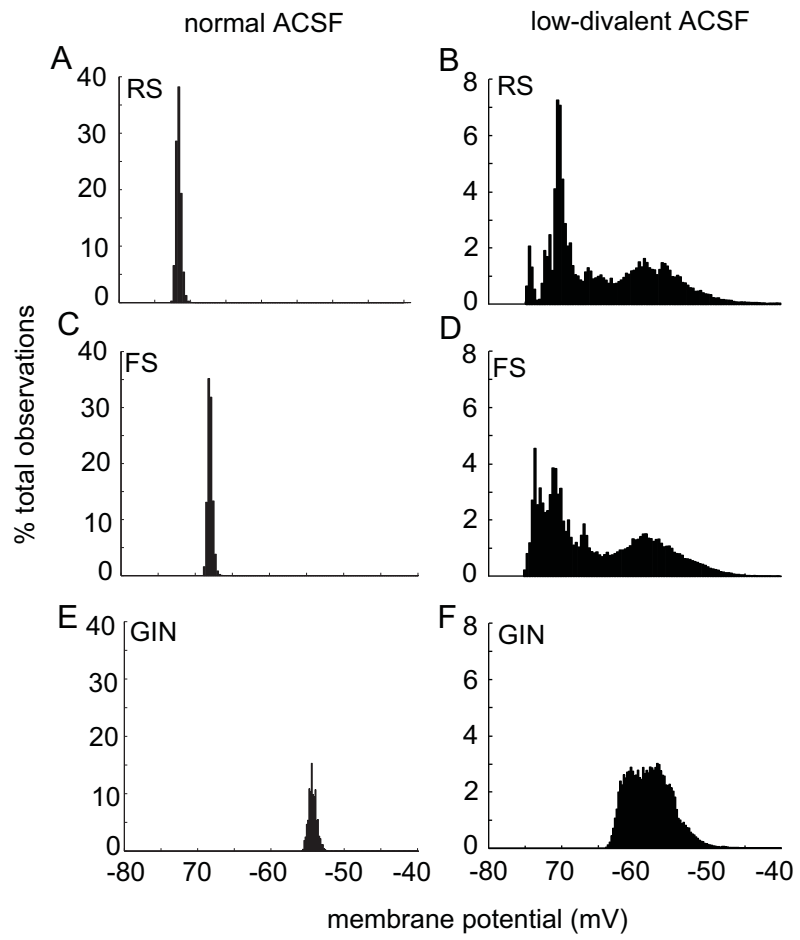 normal ACSF
low-divalent ACSF
A
RS
40
30
20
10
0
B
RS
8
6
4
2
0
C
FS
40
30
20
10
0
D
FS
8
6
4
2
0
E
GIN
40
30
20
10
0
-80
70
-60
-50
-40
F
GIN
8
6
4
2
0
-80
70
-60
-50
-40
% total observations
membrane potential (mV)